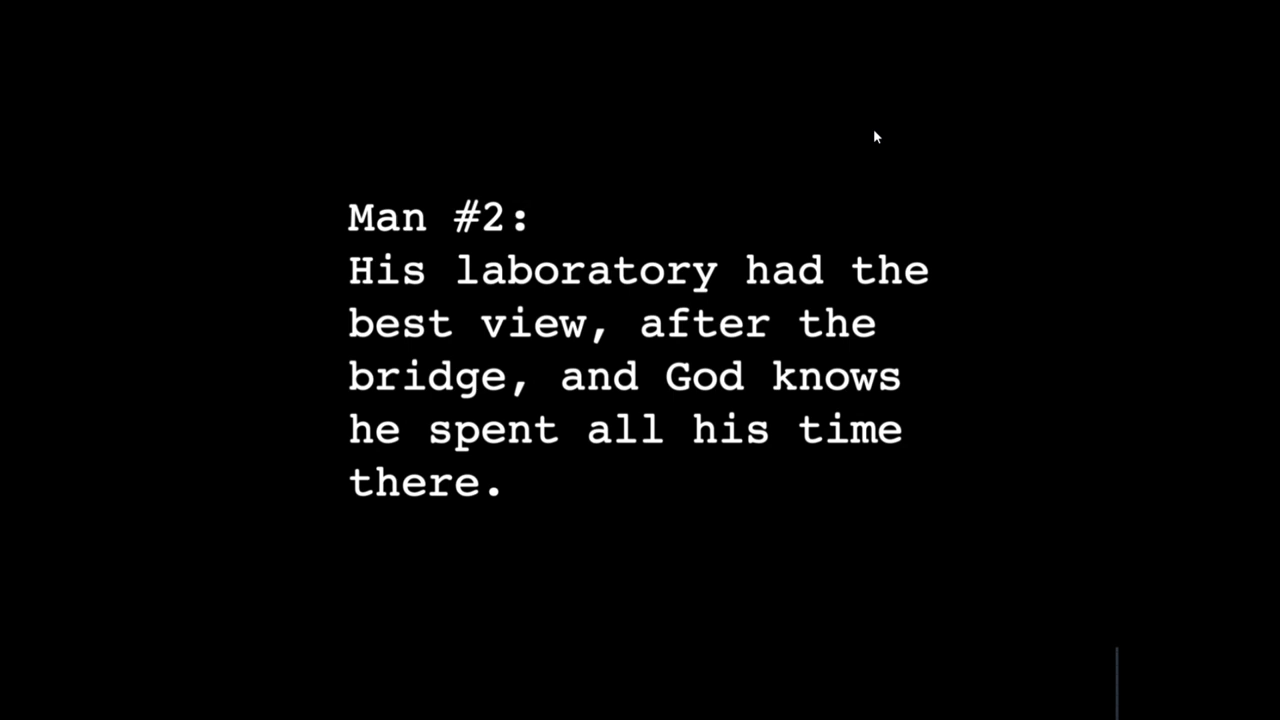 Man #2:
His laboratory had the
best view, after the
bridge, and God knows
he spent all his time
there.